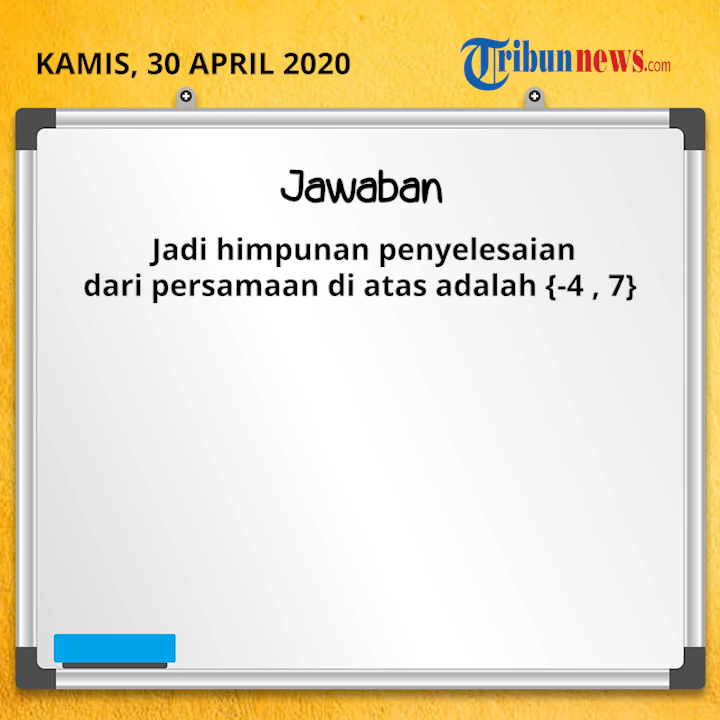 KAMIS, 30 APRIL 2020
Tribunnews.com
Jawaban
Jadi himpunan penyelesaian
dari persamaan di atas adalah {-4 , 7}